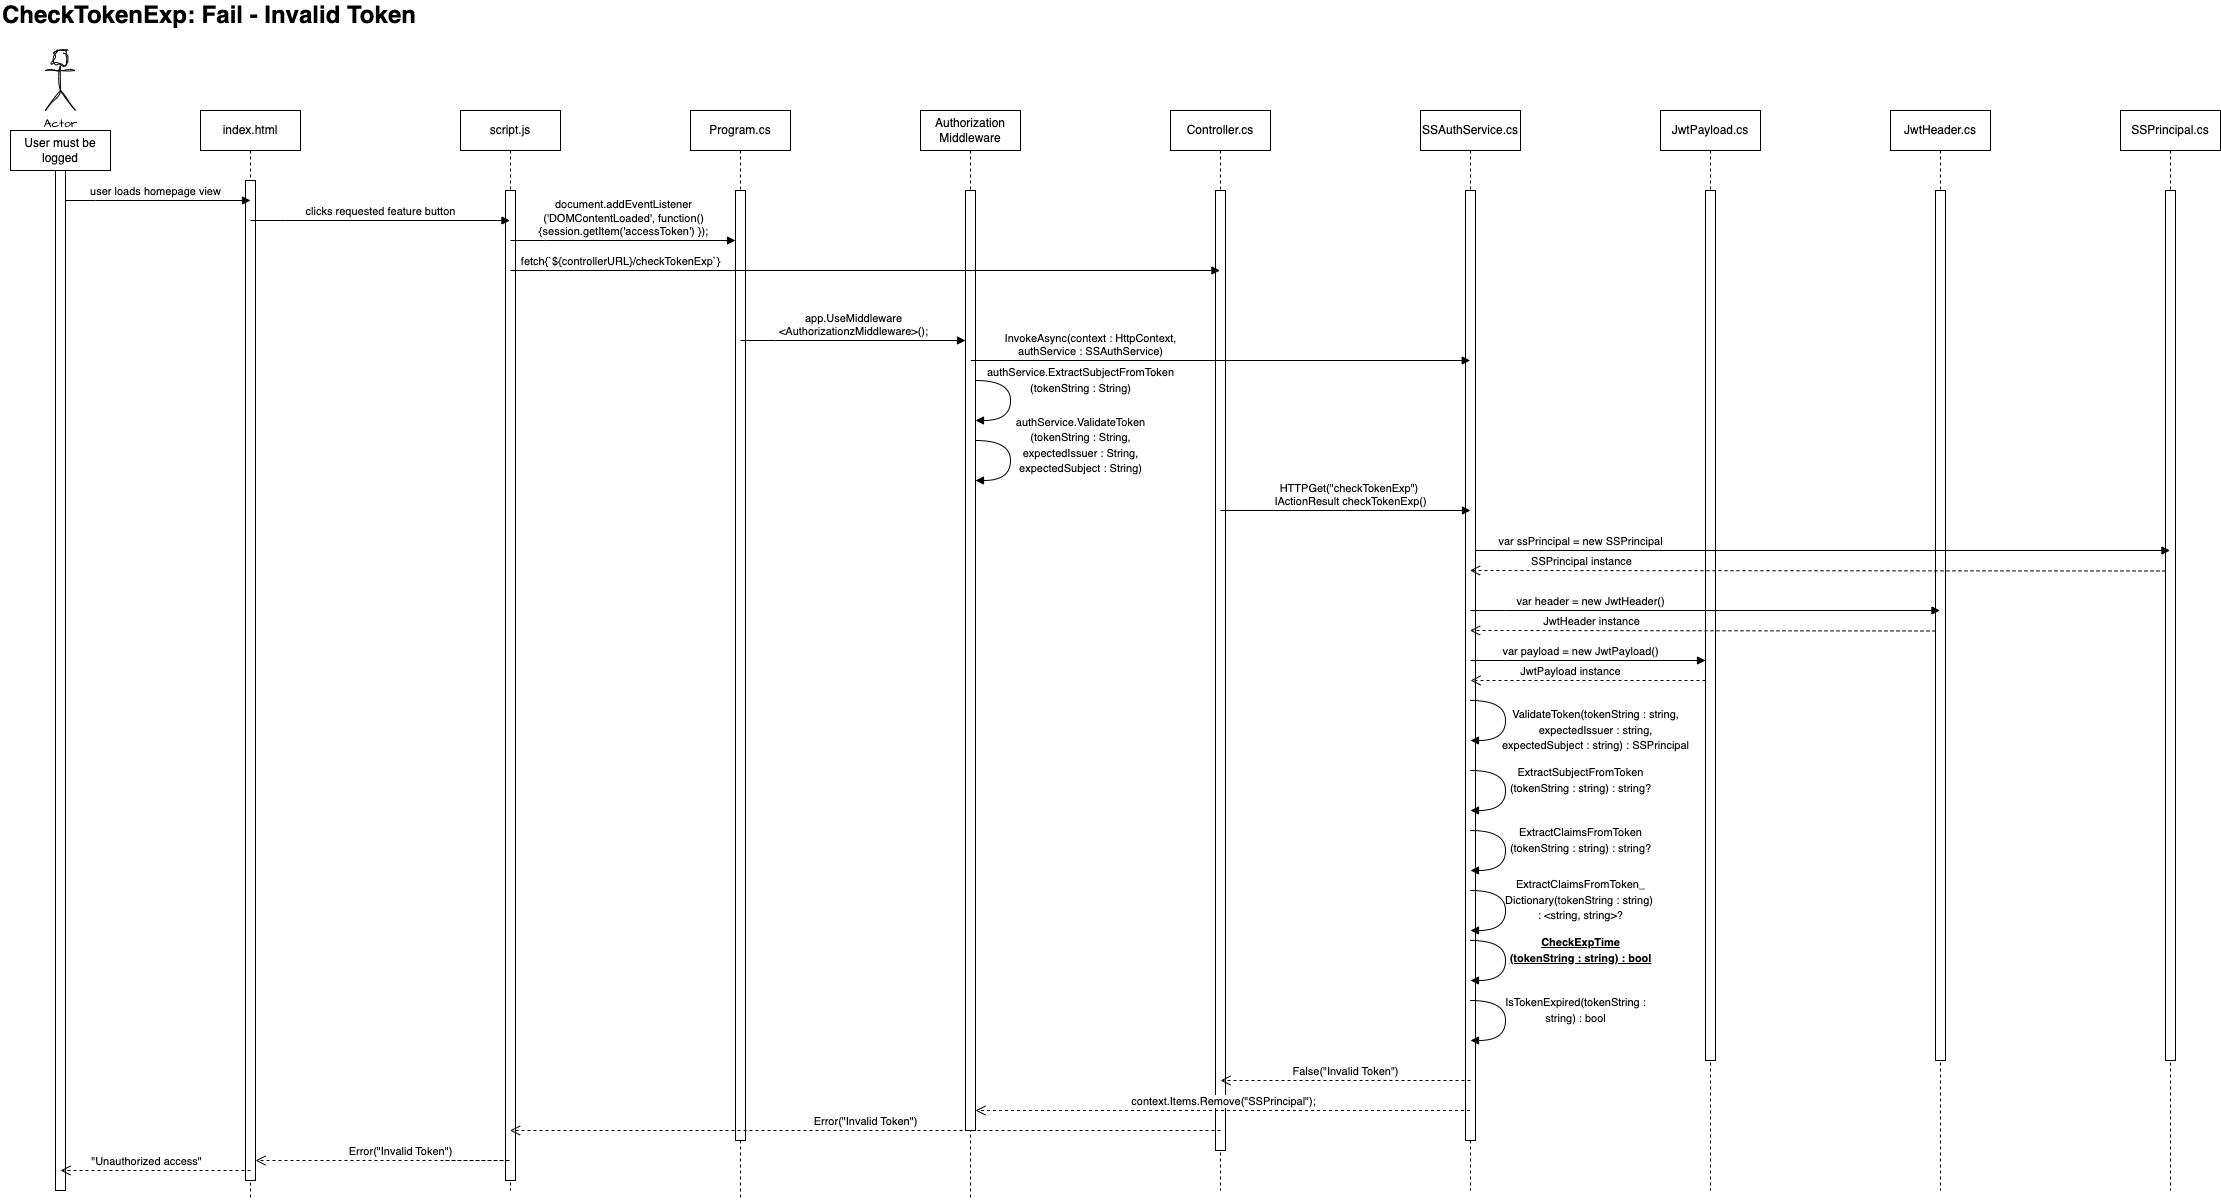 CheckTokenExp: Fail - Invalid Token
Actor
User must be
logged
index.html
script.js
Program.cs
Authorization
Middleware
Controller.cs
SSAuthService.cs
JwtPayload.cs
JwtHeader.cs
SSPrincipal.cs
user loads homepage view
clicks requested feature button
document.addEventListener
('DOMContentLoaded', function()
{session.getItem('accessToken') });
fetch{`${controllerURL}/checkTokenExp`}
app.UseMiddleware
<AuthorizationzMiddleware>();
InvokeAsync(context : HttpContext,
authService : SSAuthService)
authService.ExtractSubjectFromToken
(tokenString : String)
authService.ValidateToken
(tokenString : String,
expectedIssuer : String,
expectedSubject : String)
HTTPGet("checkTokenExp")
IActionResult checkTokenExp()
var ssPrincipal = new SSPrincipal
SSPrincipal instance
var header = new JwtHeader()
JwtHeader instance
var payload = new JwtPayload()
JwtPayload instance
ValidateToken(tokenString : string,
expectedIssuer : string,
expectedSubject : string) : SSPrincipal
ExtractSubjectFromToken
(tokenString : string) : string?
ExtractClaimsFromToken
(tokenString : string) : string?
ExtractClaimsFromToken_
Dictionary(tokenString : string)
: <string, string>?
CheckExpTime
(tokenString : string) : bool
IsTokenExpired(tokenString :
string) : bool
False("Invalid Token")
context.Items.Remove("SSPrincipal");
Error("Invalid Token")
Error("Invalid Token")
"Unauthorized access"